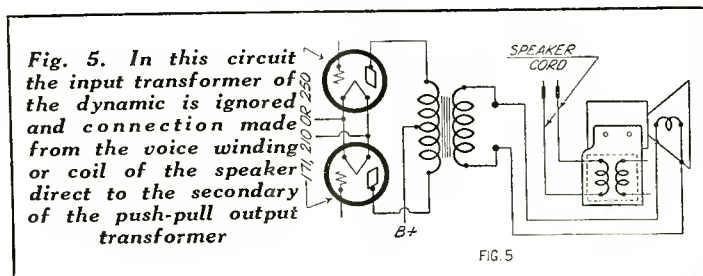 Fig. 5. In this circuit
the input transformer of
the dynamic is ignored
and connection made
from the voice winding
or coil of the speaker
direct to the secondary
of the push-pull output
transformer
171, 210 OR 250
B+
SPEAKER
CORD
FIG. 5